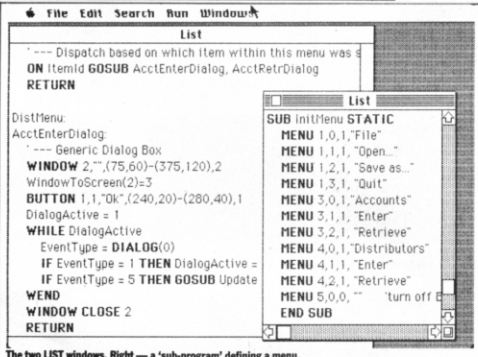 File Edit Search Run Windows
List
' --- Dispatch based on which item within this menu was s
ON ItemId GOSUB AcctEnterDialog, AcctRetrDialog
RETURN
DistMenu:
AcctEnterDialog:
' --- Generic Dialog Box
WINDOW 2,"",(75,60)-(375,120),2
WindowToScreen(2)=3
BUTTON 1,1,"Ok",(240,20)-(280,40),1
DialogActive = 1
WHILE DialogActive
EventType = DIALOG(0)
IF EventType = 1 THEN DialogActive =
IF EventType = 5 THEN GOSUB Update
WEND
WINDOW CLOSE 2
RETURN
List
SUB InitMenu STATIC
MENU 1,0,1,"File"
MENU 1,1,1, "Open..."
MENU 1,2,1, "Save as..."
MENU 1,3,1, "Quit"
MENU 3,0,1,"Accounts"
MENU 3,1,1, "Enter"
MENU 3,2,1, "Retrieve"
MENU 4,0,1,"Distributors"
MENU 4,1,1, "Enter"
MENU 4,2,1, "Retrieve"
MENU 5,0,0, "" 'turn off E
END SUB
The two LIST windows. Right — a 'sub-program' defining a menu